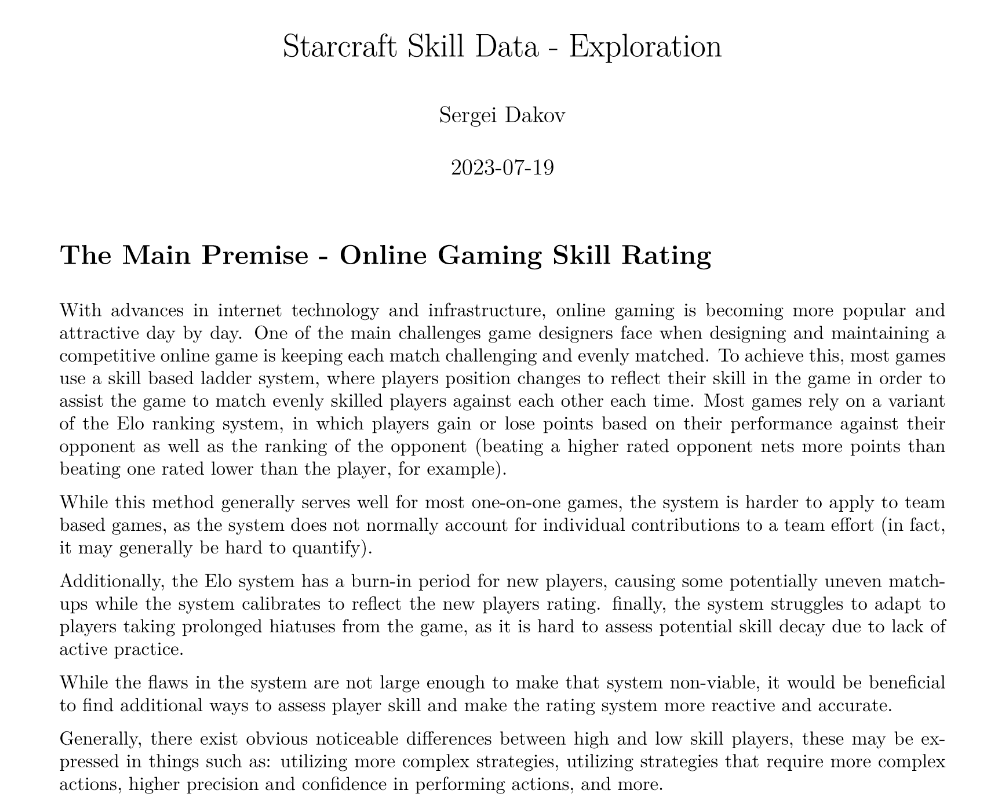 Starcraft Skill Data - Exploration
Sergei Dakov
2023-07-19
The Main Premise - Online Gaming Skill Rating
With advances in internet technology and infrastructure, online gaming is becoming more popular and
attractive day by day. One of the main challenges game designers face when designing and maintaining a
competitive online game is keeping each match challenging and evenly matched. To achieve this, most games
use a skill based ladder system, where players position changes to reflect their skill in the game in order to
assist the game to match evenly skilled players against each other each time. Most games rely on a variant
of the Elo ranking system, in which players gain or lose points based on their performance against their
opponent as well as the ranking of the opponent (beating a higher rated opponent nets more points than
beating one rated lower than the player, for example).
While this method generally serves well for most one-on-one games, the system is harder to apply to team
based games, as the system does not normally account for individual contributions to a team effort (in fact,
it may generally be hard to quantify).
Additionally, the Elo system has a burn-in period for new players, causing some potentially uneven match-
ups while the system calibrates to reflect the new players rating. finally, the system struggles to adapt to
players taking prolonged hiatuses from the game, as it is hard to assess potential skill decay due to lack of
active practice.
While the flaws in the system are not large enough to make that system non-viable, it would be beneficial
to find additional ways to assess player skill and make the rating system more reactive and accurate.
Generally, there exist obvious noticeable differences between high and low skill players, these may be ex-
pressed in things such as: utilizing more complex strategies, utilizing strategies that require more complex
actions, higher precision and confidence in performing actions, and more.